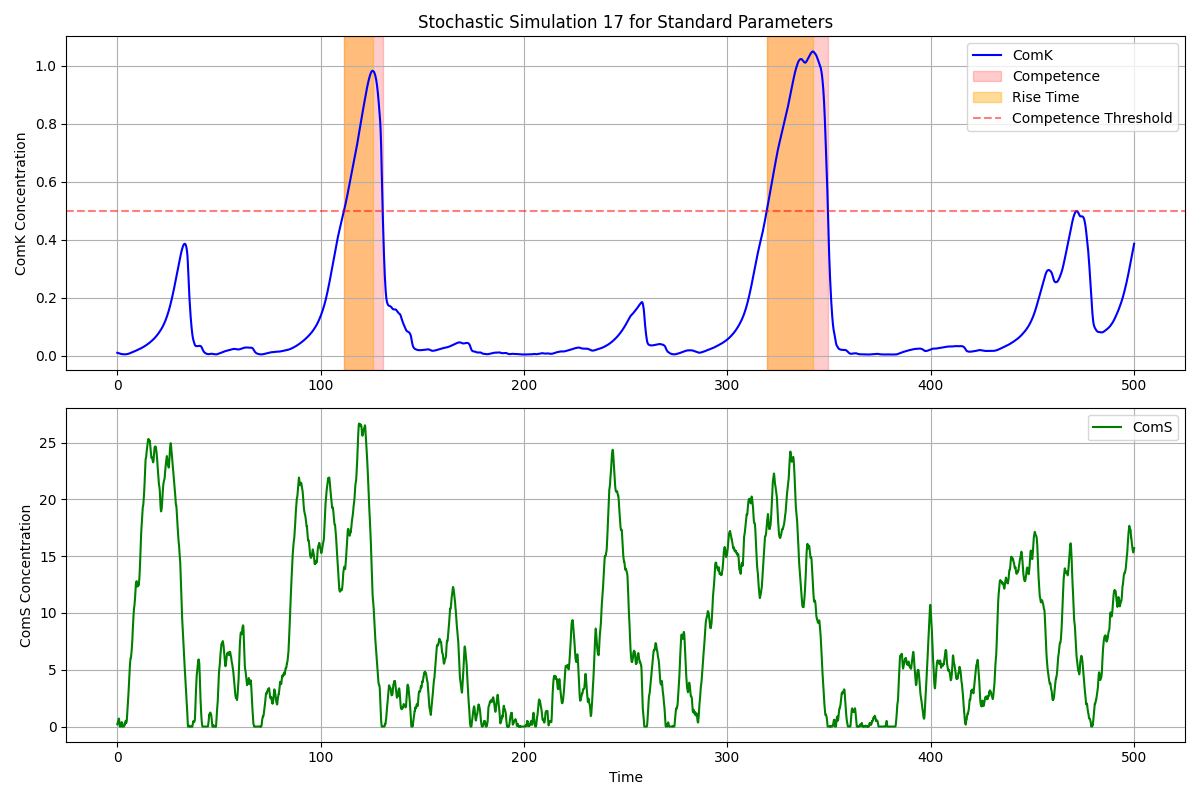 Stochastic Simulation 17 for Standard Parameters
ComK Concentration
1.0
0.8
0.6
0.4
0.2
0.0
0 100 200 300 400 500
ComK
Competence
Rise Time
Competence Threshold
ComS Concentration
25
20
15
10
5
0
0 100 200 300 400 500
ComS
Time